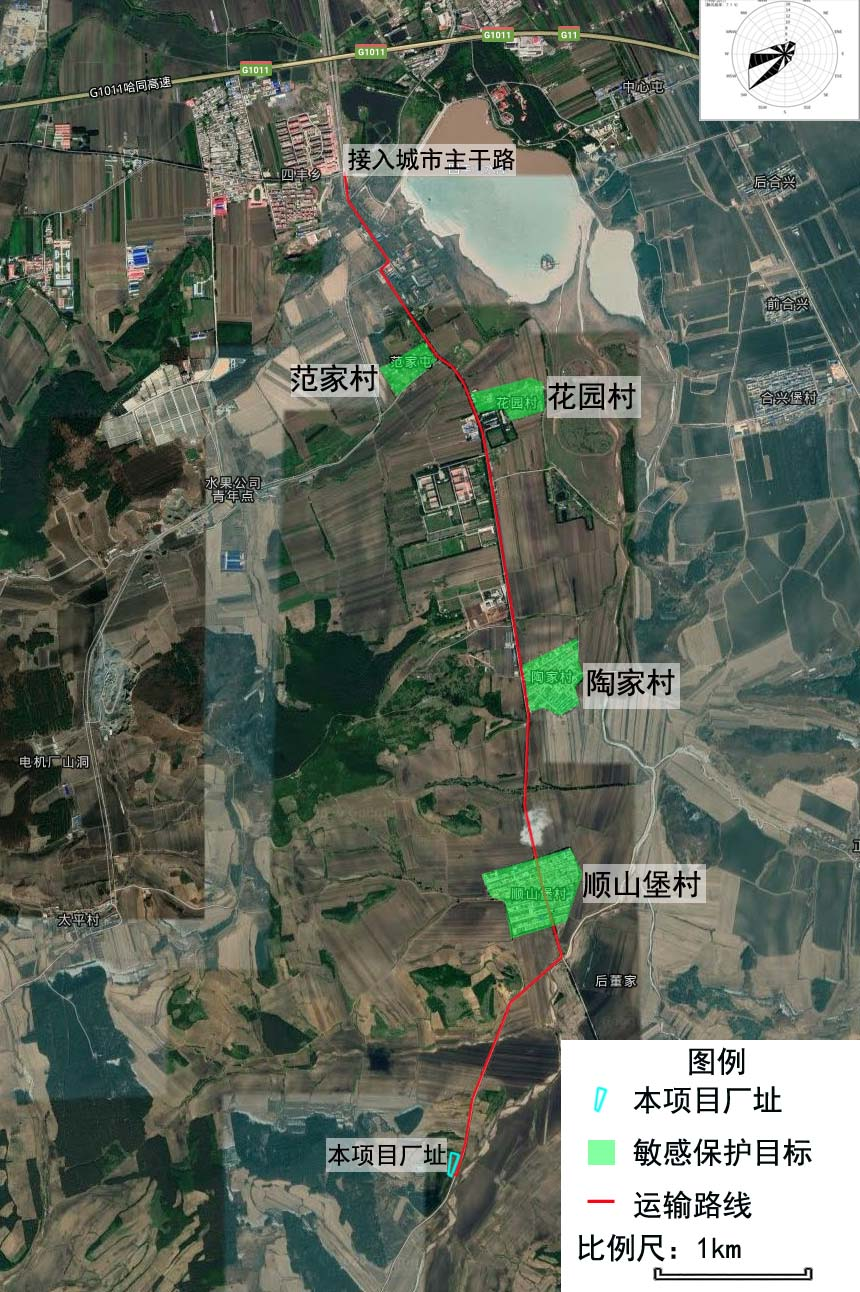 G1011
G11
G1011
G1011
G1011哈同高速
中心屯
接入城市主干路
四丰乡
后合兴
前合兴
范家屯
范家村
花园村
花园村
合兴堡村
水果公司
青年点
陶家村
陶家村
电机厂山洞
顺山堡村
顺山堡村
太平村
后董家
本项目厂址
图例
本项目厂址
敏感保护目标
运输路线
比例尺：1km